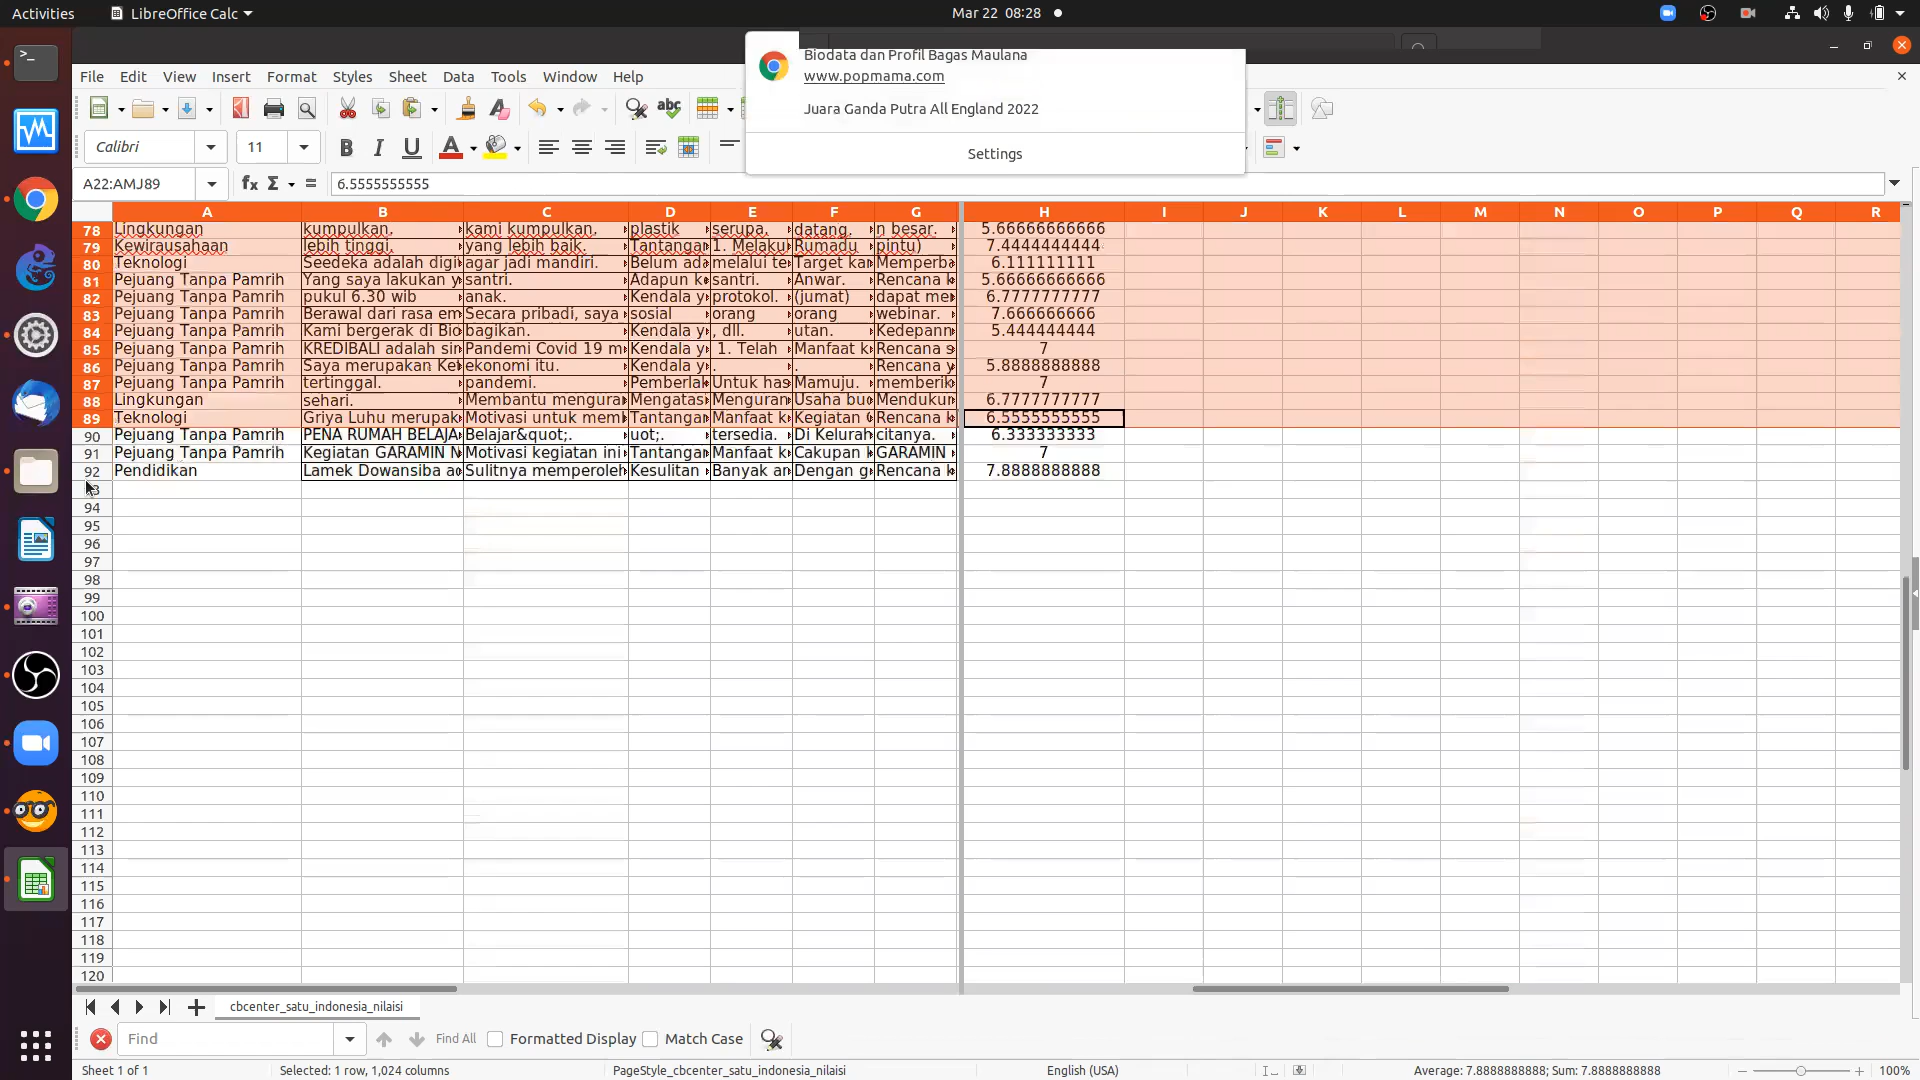 Activities LibreOffice Calc Mar 22 08:28
Biodata dan Profil Bagas Maulana
www.popmama.com
Juara Ganda Putra All England 2022
Settings
File Edit View Insert Format Styles Sheet Data Tools Window Help
Calibri 11
A22:AMJ89 6.5555555555
A B C D E F G H I J K L M N O P Q R
78 Lingkungan kumpulkan. kami kumpulkan. plastik serupa. datang. n besar. 5.66666666666
79 Kewirausahaan lebih tinggi. yang lebih baik. Tantangan 1. Melaku Rumadu pintu) 7.4444444444
80 Teknologi Seedeka adalah digi agar jadi mandiri. Belum ada melalui te Target kar Memperba 6.111111111
81 Pejuang Tanpa Pamrih Yang saya lakukan y santri. Adapun ke santri. Anwar. Rencana k 5.66666666666
82 Pejuang Tanpa Pamrih pukul 6.30 wib anak. Kendala y protokol. (jumat) dapat mer 6.7777777777
83 Pejuang Tanpa Pamrih Berawal dari rasa em Secara pribadi, saya sosial orang orang webinar. 7.666666666
84 Pejuang Tanpa Pamrih Kami bergerak di Bio bagikan. Kendala y , dll. utan. Kedepann 5.444444444
85 Pejuang Tanpa Pamrih KREDIBALI adalah sin Pandemi Covid 19 m Kendala y 1. Telah Manfaat k Rencana s 7
86 Pejuang Tanpa Pamrih Saya merupakan Ket ekonomi itu. Kendala y . . Rencana y 5.8888888888
87 Pejuang Tanpa Pamrih tertinggal. pandemi. Pemberlak Untuk has Mamuju. memberik 7
88 Lingkungan sehari. Membantu mengura Mengatas Menguran Usaha bud Mendukun 6.7777777777
89 Teknologi Griya Luhu merupak Motivasi untuk meml Tantangar Manfaat k Kegiatan Rencana k 6.5555555555
90 Pejuang Tanpa Pamrih PENA RUMAH BELAJA Belajar&quot;. uot;. tersedia. Di Kelurah citanya. 6.333333333
91 Pejuang Tanpa Pamrih Kegiatan GARAMIN N Motivasi kegiatan ini Tantangar Manfaat k Cakupan k GARAMIN 7
92 Pendidikan Lamek Dowansiba ad Sulitnya memperoleh Kesulitan Banyak an Dengan g Rencana k 7.8888888888
94
95
96
97
98
99
100
101
102
103
104
105
106
107
108
109
110
111
112
113
114
115
116
117
118
119
120
cbcenter_satu_indonesia_nilaisi
Find Find All Formatted Display Match Case
Sheet 1 of 1 Selected: 1 row, 1,024 columns PageStyle_cbcenter_satu_indonesia_nilaisi English (USA) Average: 7.8888888888; Sum: 7.8888888888 100%